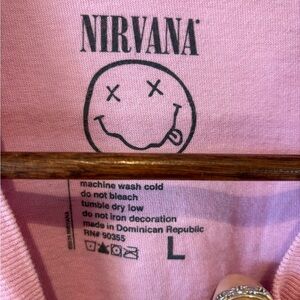 NIRVANA
machine wash cold
do not bleach
tumble dry low
do not iron decoration
made in Dominican Republic
RN# 90355
L